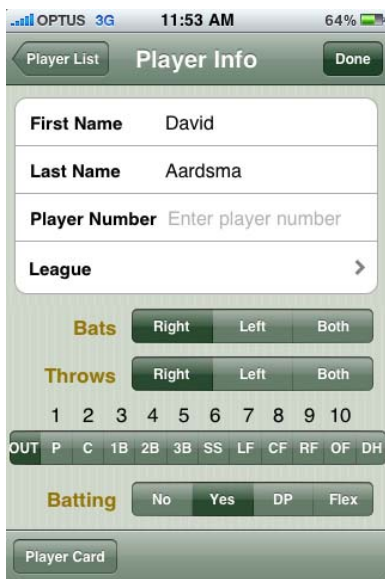 OPTUS 3G 11:53 AM 64%
Player List Player Info Done
First Name David
Last Name Aardsma
Player Number Enter player number
League
Bats Right Left Both
Throws Right Left Both
1 2 3 4 5 6 7 8 9 10
OUT P C 1B 2B 3B SS LF CF RF OF DH
Batting No Yes DP Flex
Player Card